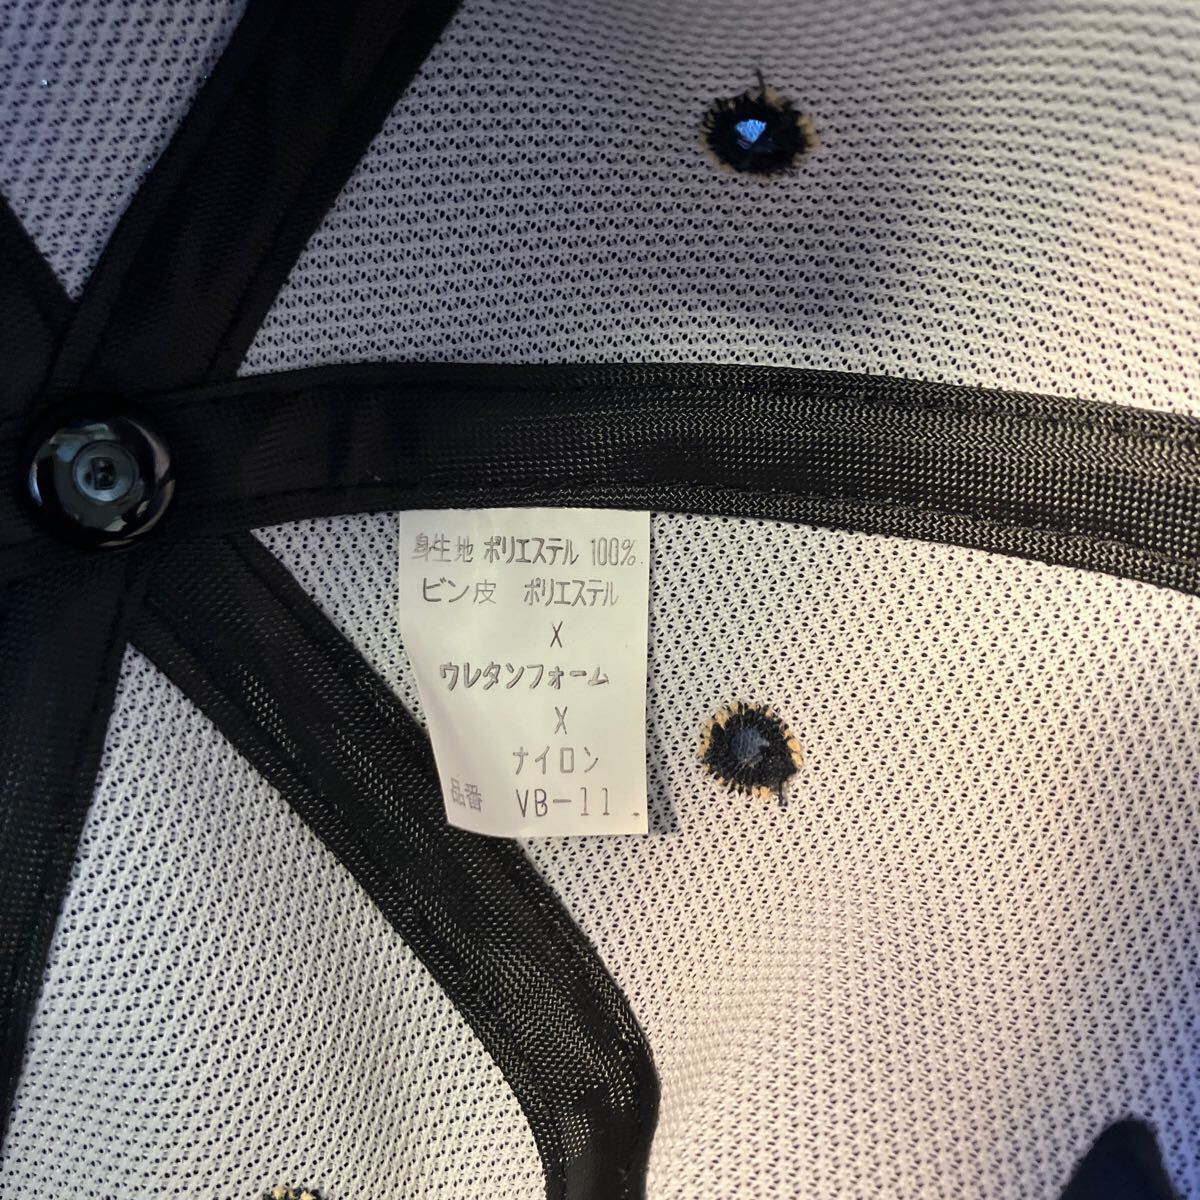 身生地 ポリエステル 100%
ビン皮 ポリエステル
X
ウレタンフォーム
X
ナイロン
品番 VB-11